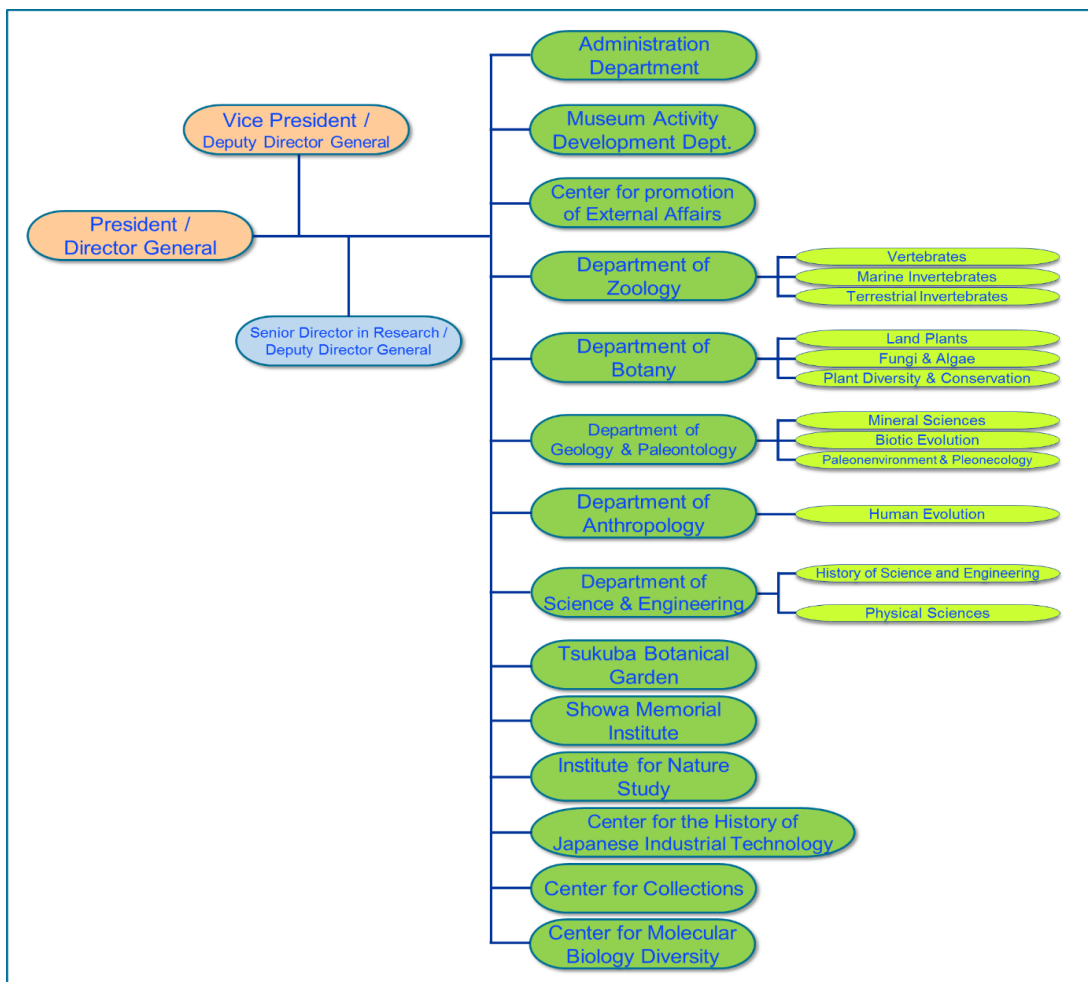 Administration
Department
Vice President /
Deputy Director General
Museum Activity
Development Dept.
Center for promotion
of External Affairs
President /
Director General
Department of
Zoology
Vertebrates
Marine Invertebrates
Terrestrial Invertebrates
Senior Director in Research /
Deputy Director General
Department of
Botany
Land Plants
Fungi & Algae
Plant Diversity & Conservation
Department of
Geology & Paleontology
Mineral Sciences
Biotic Evolution
Paleonenvironment & Pleonecology
Department of
Anthropology
Human Evolution
Department of
Science & Engineering
History of Science and Engineering
Physical Sciences
Tsukuba Botanical
Garden
Showa Memorial
Institute
Institute for Nature
Study
Center for the History of
Japanese Industrial Technology
Center for Collections
Center for Molecular
Biology Diversity